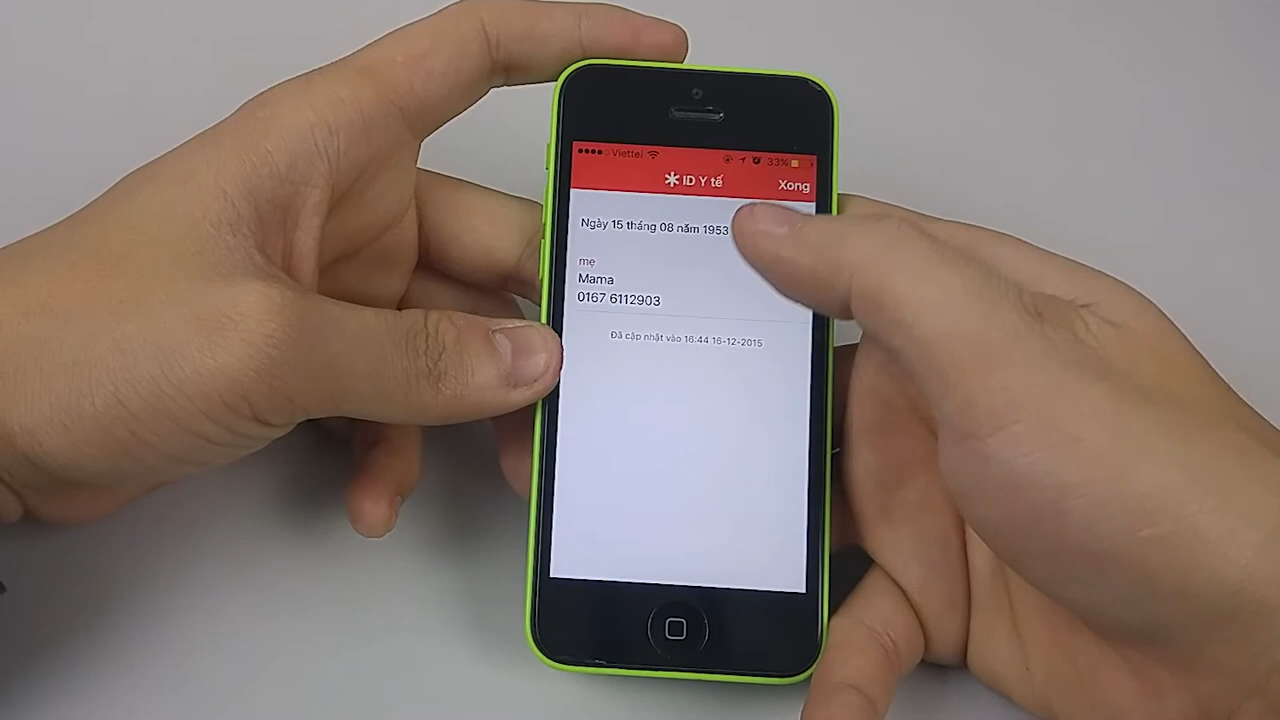 Viettel 33%
ID Y tế Xong
Ngày 15 tháng 08 năm 1953
mẹ
Mama
0167 6112903
Đã cập nhật vào 16:44 16-12-2015